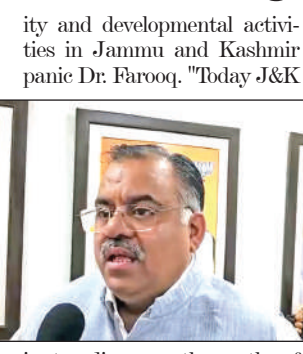 ity and developmental activi-
ties in Jammu and Kashmir
panic Dr. Farooq. "Today J&K